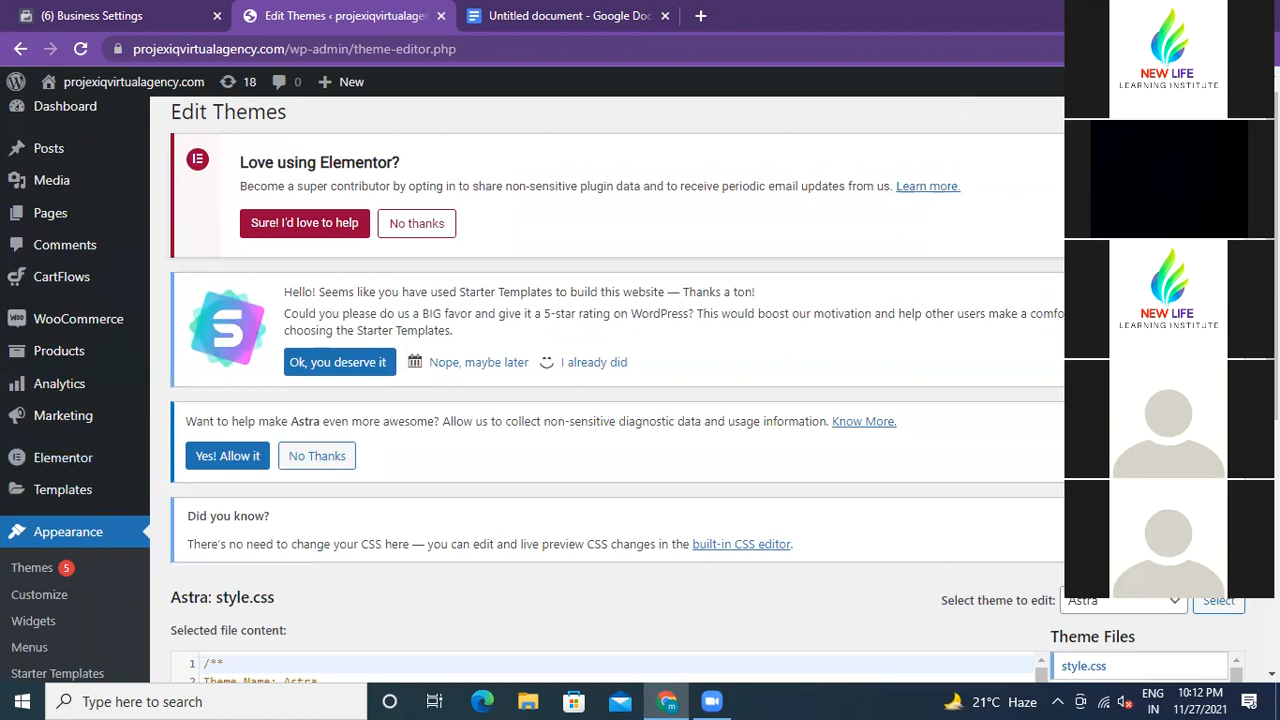 (6) Business Settings
Edit Themes ‹ projexiqvirtualage
Untitled document - Google Doc
projexiqvirtualagency.com/wp-admin/theme-editor.php
projexiqvirtualagency.com
18
0
New
Dashboard
Posts
Media
Pages
Comments
CartFlows
WooCommerce
Products
Analytics
Marketing
Elementor
Templates
Appearance
Themes 5
Customize
Widgets
Menus
Starter Templates
Edit Themes
Love using Elementor?
Become a super contributor by opting in to share non-sensitive plugin data and to receive periodic email updates from us. Learn more.
Sure! I'd love to help
No thanks
Hello! Seems like you have used Starter Templates to build this website — Thanks a ton!
Could you please do us a BIG favor and give it a 5-star rating on WordPress? This would boost our motivation and help other users make a comfo
choosing the Starter Templates.
Ok, you deserve it
Nope, maybe later
I already did
Want to help make Astra even more awesome? Allow us to collect non-sensitive diagnostic data and usage information. Know More.
Yes! Allow it
No Thanks
Did you know?
There's no need to change your CSS here — you can edit and live preview CSS changes in the built-in CSS editor.
Astra: style.css
Select theme to edit: Astra Select
Selected file content:
Theme Files
style.css
1 /**
2 Theme Name: Astra
NEW LIFE
LEARNING INSTITUTE
NEW LIFE
LEARNING INSTITUTE
Type here to search
21°C Haze
ENG
IN
10:12 PM
11/27/2021